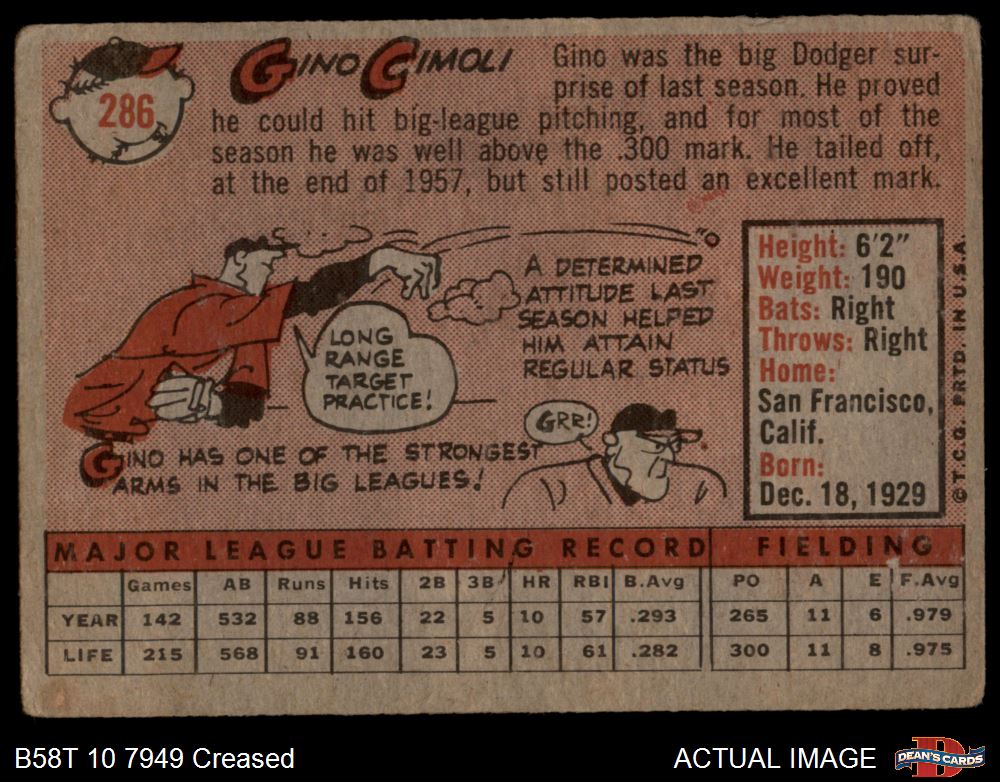 286
GINO CIMOLI
Gino was the big Dodger sur-
prise of last season. He proved
he could hit big-league pitching, and for most of the
season he was well above the .300 mark. He tailed off,
at the end of 1957, but still posted an excellent mark.
LONG
RANGE
TARGET
PRACTICE!
A DETERMINED
ATTITUDE LAST
SEASON HELPED
HIM ATTAIN
REGULAR STATUS
GINO HAS ONE OF THE STRONGEST
ARMS IN THE BIG LEAGUES!
GRR!
Height: 6'2"
Weight: 190
Bats: Right
Throws: Right
Home:
San Francisco,
Calif.
Born:
Dec. 18, 1929
©T.C.G. PRTD. IN U.S.A.
MAJOR LEAGUE BATTING RECORD FIELDING
Games AB Runs Hits 2B 3B HR RBI B.Avg PO A E F.Avg
YEAR 142 532 88 156 22 5 10 57 .293 265 11 6 .979
LIFE 215 568 91 160 23 5 10 61 .282 300 11 8 .975
B58T 10 7949 Creased
ACTUAL IMAGE
D
DEAN'S CARDS